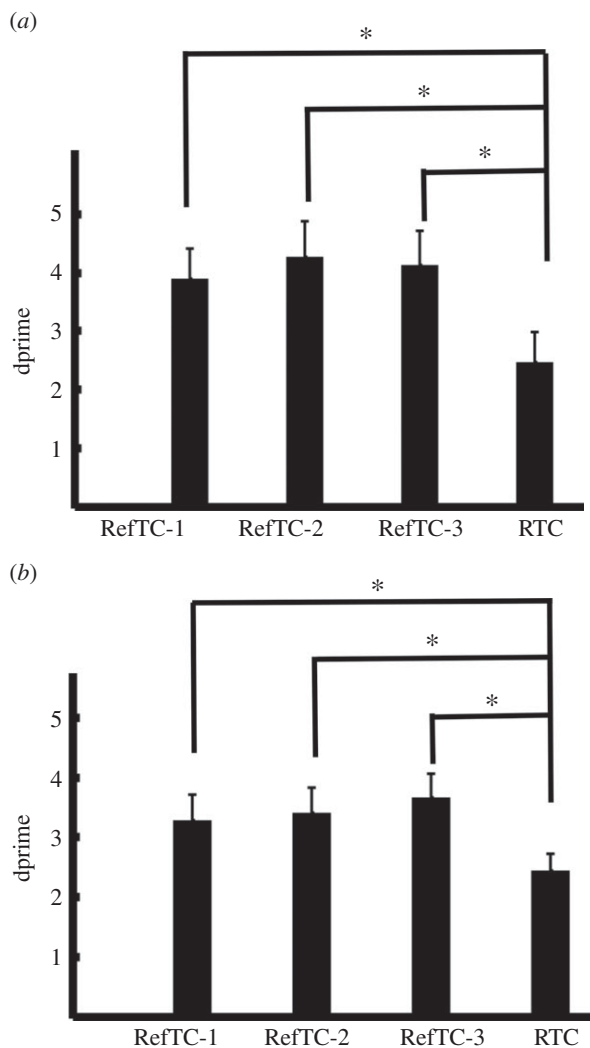 (a)
*
*
*
5
4
3
2
1
dprime
RefTC-1 RefTC-2 RefTC-3 RTC
(b)
*
*
*
5
4
3
2
1
dprime
RefTC-1 RefTC-2 RefTC-3 RTC